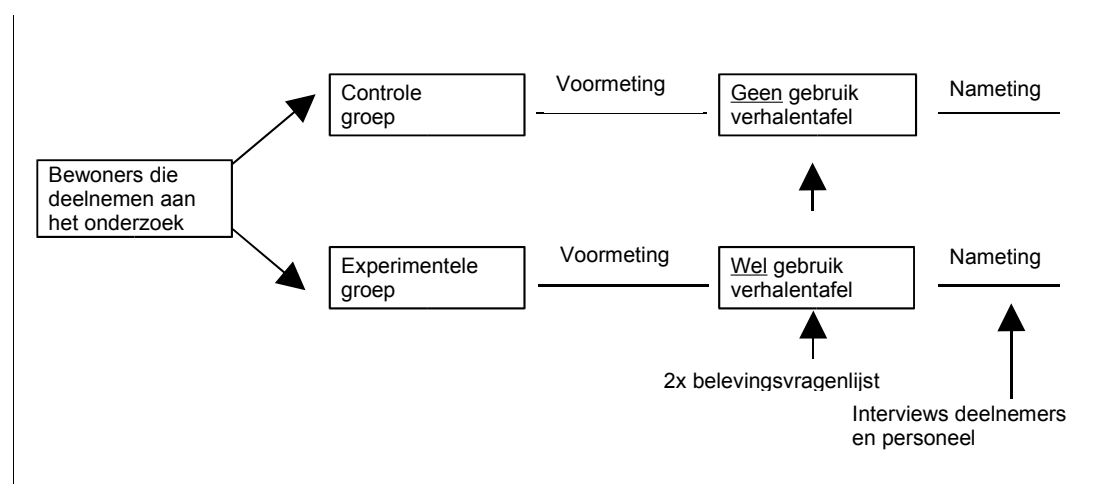 Controle
groep
Voormeting
Geen gebruik
verhalentafel
Nameting
Bewoners die
deelnemen aan
het onderzoek
Experimentele
groep
Voormeting
Wel gebruik
verhalentafel
Nameting
2x belevingsvragenlijst
Interviews deelnemers
en personeel